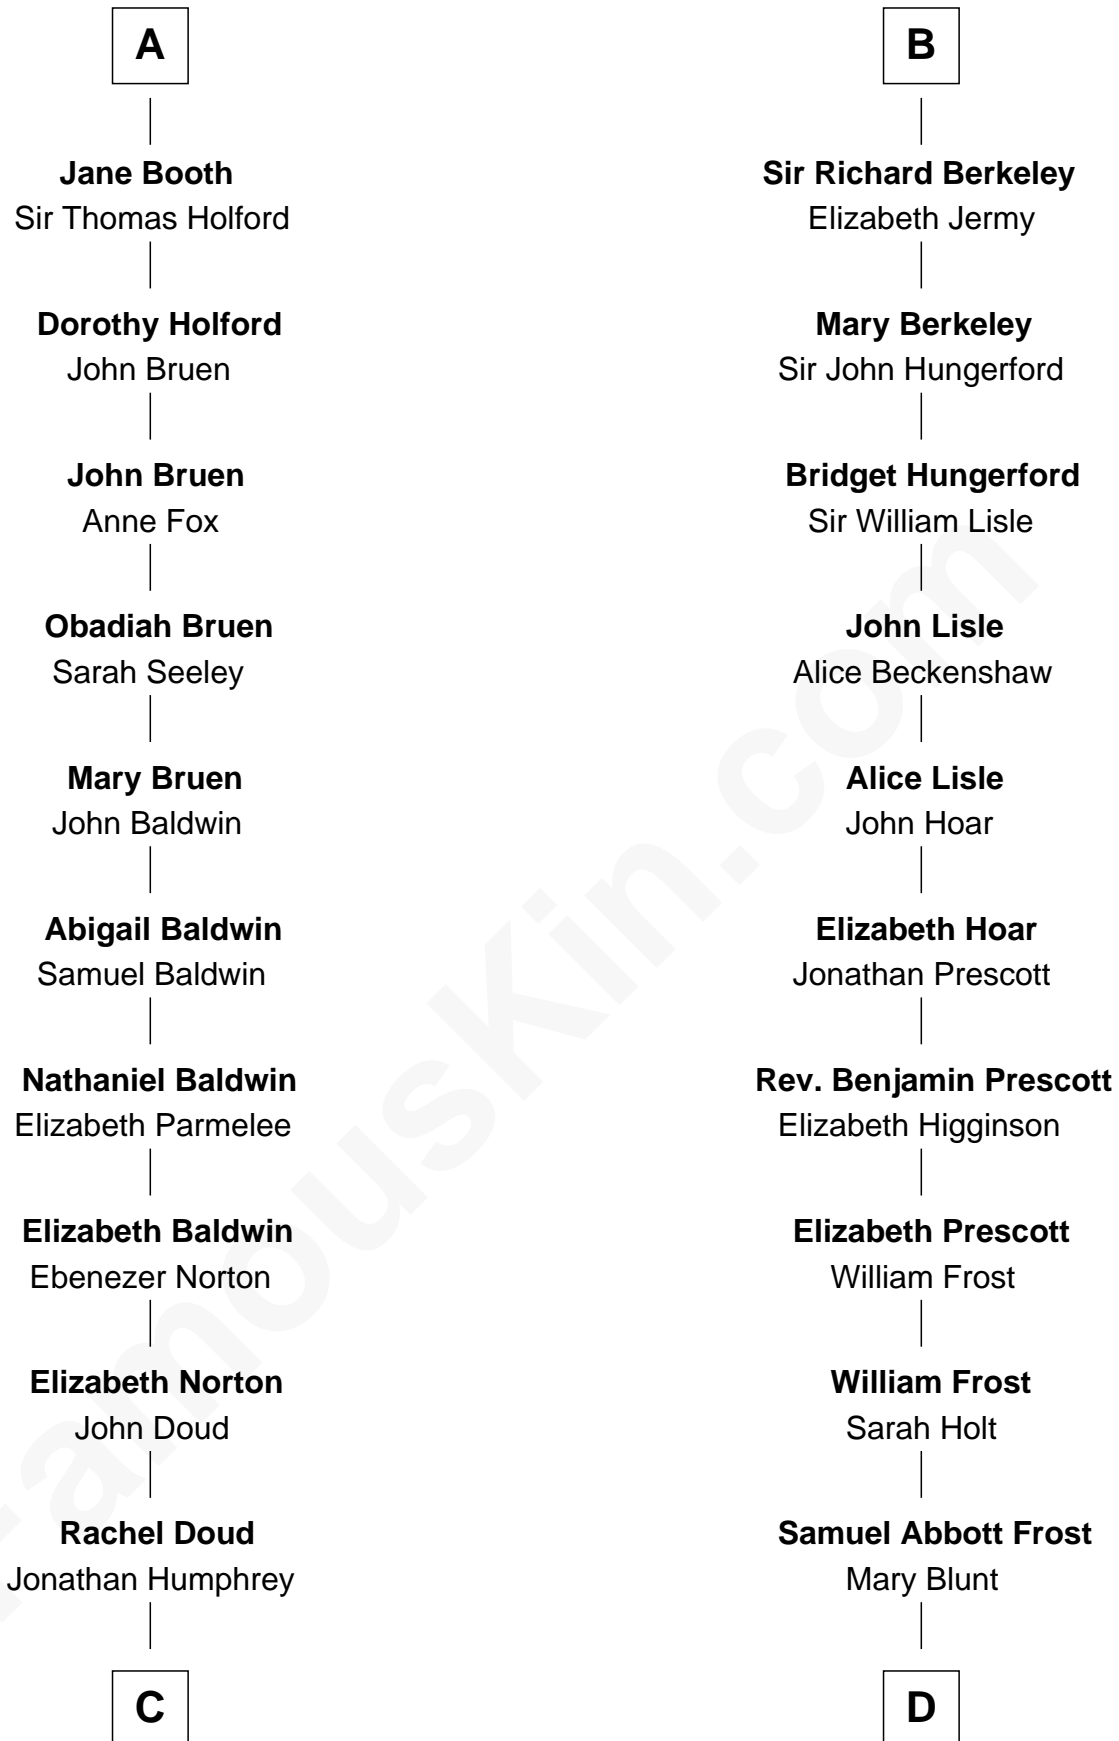 A
Jane Booth
Sir Thomas Holford
Dorothy Holford
John Bruen
John Bruen
Anne Fox
Obadiah Bruen
Sarah Seeley
Mary Bruen
John Baldwin
Abigail Baldwin
Samuel Baldwin
Nathaniel Baldwin
Elizabeth Parmelee
Elizabeth Baldwin
Ebenezer Norton
Elizabeth Norton
John Doud
Rachel Doud
Jonathan Humphrey
C
B
Sir Richard Berkeley
Elizabeth Jermy
Mary Berkeley
Sir John Hungerford
Bridget Hungerford
Sir William Lisle
John Lisle
Alice Beckenshaw
Alice Lisle
John Hoar
Elizabeth Hoar
Jonathan Prescott
Rev. Benjamin Prescott
Elizabeth Higginson
Elizabeth Prescott
William Frost
William Frost
Sarah Holt
Samuel Abbott Frost
Mary Blunt
D
FamousKin.com